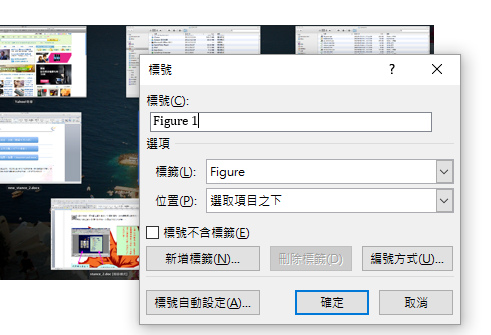 標號
標號(C):
Figure 1
選項
標籤(L):
Figure
位置(P):
選取項目之下
標號不含標籤(E)
新增標籤(N)...
刪除標籤(D)
編號方式(U)...
標號自動設定(A)...
確定
取消